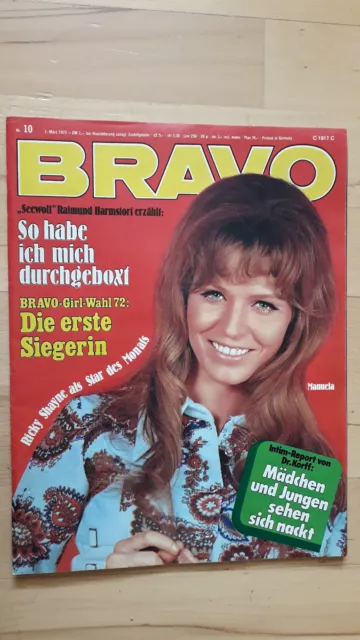 Nr. 10
C 1917 C
BRAVO
„Seewolf" Raimund Harmstorf erzählt:
So habe
ich mich
durchgeboxt
BRAVO-Girl-Wahl 72:
Die erste
Siegerin
Ricky Shayne als Star des Monats
Manuela
Intim-Report von
Dr. Korff:
Mädchen
und Jungen
sehen
sich nackt